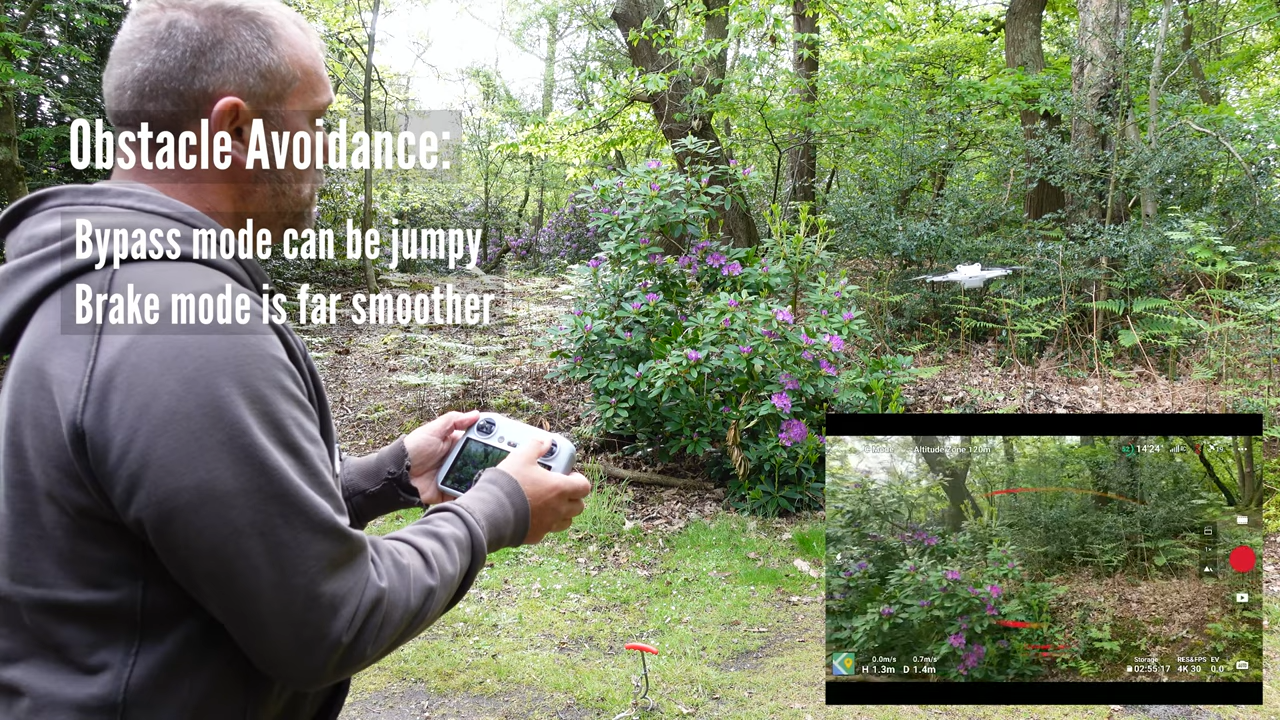 Obstacle Avoidance:
Bypass mode can be jumpy
Brake mode is far smoother
Mode
Altitude Zone 120m
14:24
0.0m/s 0.7m/s
H 1.3m D 1.4m
Storage RES&FPS EV
02:55:17 4K 30 0.0